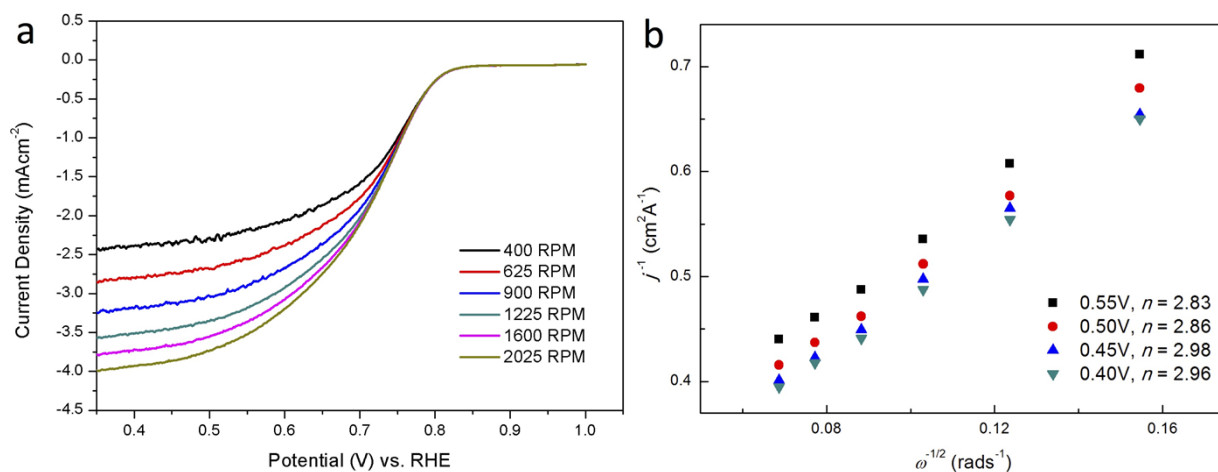 a
0.0
-0.5
-1.0
-1.5
-2.0
-2.5
-3.0
-3.5
-4.0
-4.5
Current Density (mAcm⁻²)
400 RPM
625 RPM
900 RPM
1225 RPM
1600 RPM
2025 RPM
0.4 0.5 0.6 0.7 0.8 0.9 1.0
Potential (V) vs. RHE
b
0.7
0.6
0.5
0.4
j⁻¹ (cm²A⁻¹)
0.55V, n = 2.83
0.50V, n = 2.86
0.45V, n = 2.98
0.40V, n = 2.96
0.08 0.12 0.16
ω⁻¹/² (rads⁻¹)